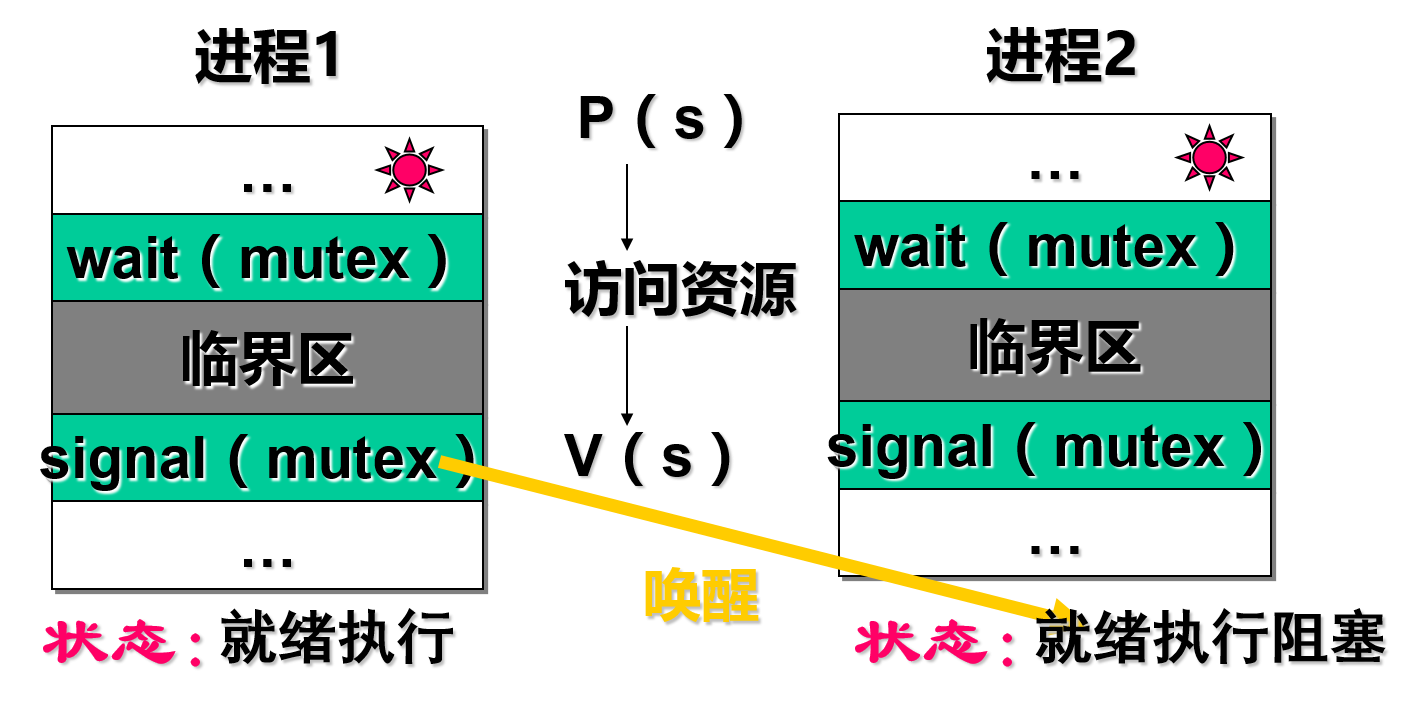 进程1
…
wait（mutex）
临界区
signal（mutex）
…
状态：就绪执行
P（s）
访问资源
V（s）
唤醒
进程2
…
wait（mutex）
临界区
signal（mutex）
…
状态：就绪执行阻塞